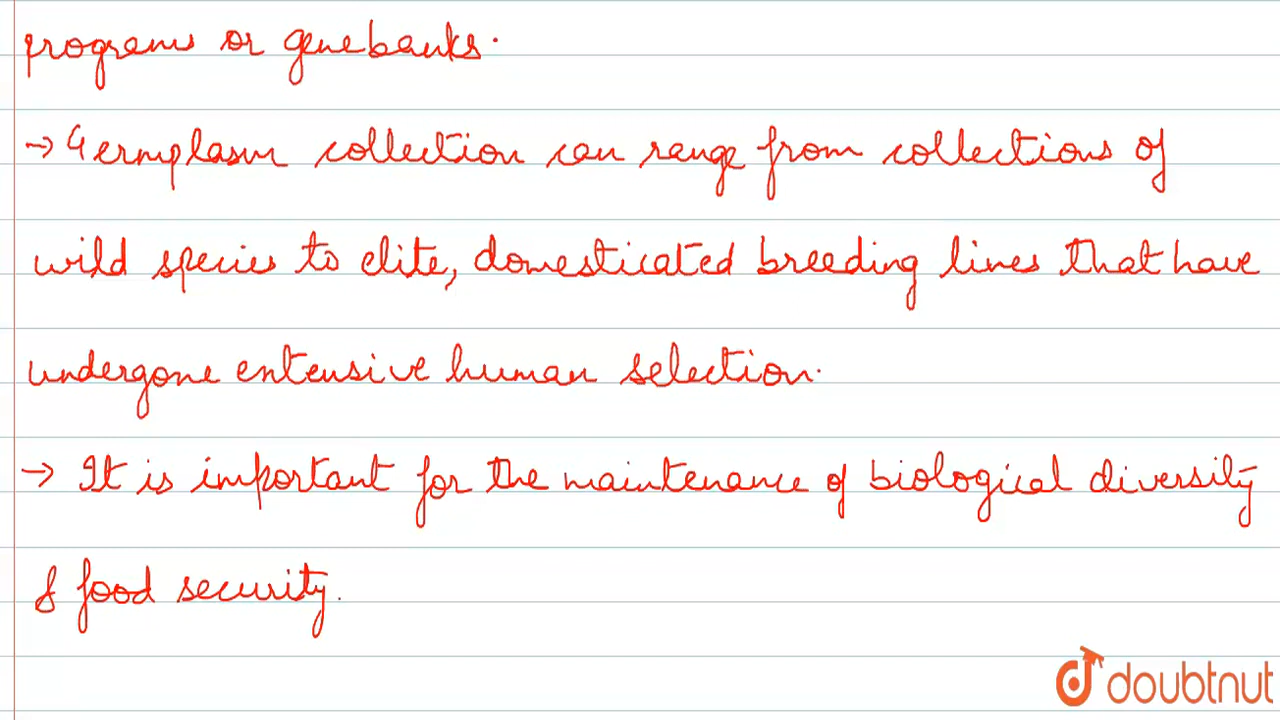 programs or genebanks.
→ Germplasm collection can range from collections of
wild species to elite, domesticated breeding lines that have
undergone extensive human selection.
→ It is important for the maintenance of biological diversity
& food security.
doubtnut